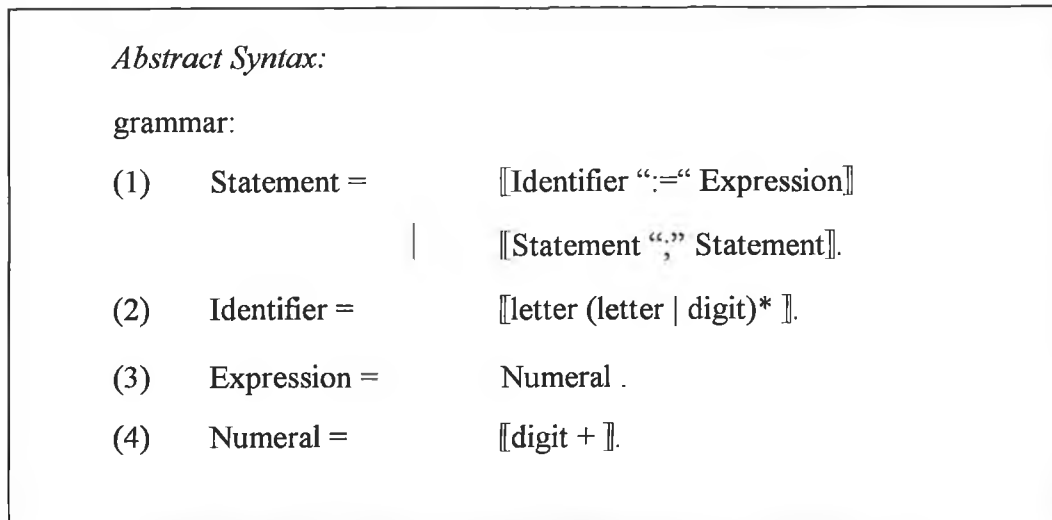 Abstract Syntax:
grammar:
(1) Statement = ⟦Identifier “:=“ Expression⟧
| ⟦Statement “;” Statement⟧.
(2) Identifier = ⟦letter (letter | digit)* ⟧.
(3) Expression = Numeral .
(4) Numeral = ⟦digit + ⟧.